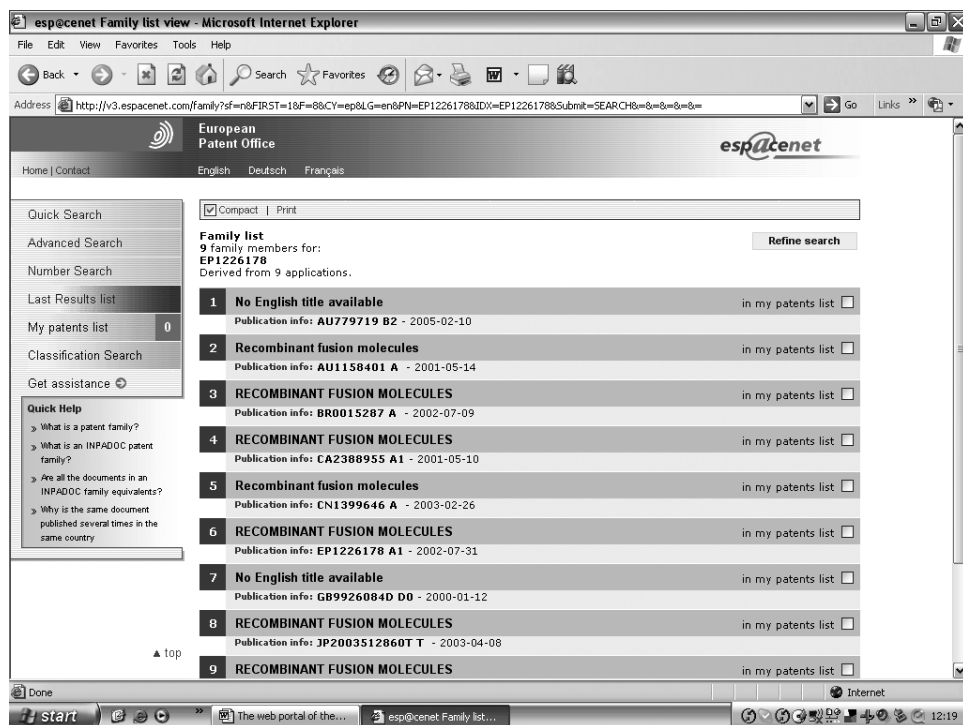 esp@cenet Family list view - Microsoft Internet Explorer
File Edit View Favorites Tools Help
Back Search Favorites
Address http://v3.espacenet.com/family?sf=n&FIRST=1&F=8&CY=ep&LG=en&PN=EP1226178&IDX=EP1226178&Submit=SEARCH&=&=&=&=&= Go Links »
European
Patent Office
esp@cenet
Home | Contact English Deutsch Français
Quick Search
Advanced Search
Number Search
Last Results list
My patents list 0
Classification Search
Get assistance
Quick Help
» What is a patent family?
» What is an INPADOC patent
family?
» Are all the documents in an
INPADOC family equivalents?
» Why is the same document
published several times in the
same country
▲ top
Compact | Print
Family list
9 family members for:
EP1226178
Derived from 9 applications.
Refine search
1 No English title available in my patents list
Publication info: AU779719 B2 - 2005-02-10
2 Recombinant fusion molecules in my patents list
Publication info: AU1158401 A - 2001-05-14
3 RECOMBINANT FUSION MOLECULES in my patents list
Publication info: BR0015287 A - 2002-07-09
4 RECOMBINANT FUSION MOLECULES in my patents list
Publication info: CA2388955 A1 - 2001-05-10
5 Recombinant fusion molecules in my patents list
Publication info: CN1399646 A - 2003-02-26
6 RECOMBINANT FUSION MOLECULES in my patents list
Publication info: EP1226178 A1 - 2002-07-31
7 No English title available in my patents list
Publication info: GB9926084D D0 - 2000-01-12
8 RECOMBINANT FUSION MOLECULES in my patents list
Publication info: JP2003512860T T - 2003-04-08
9 RECOMBINANT FUSION MOLECULES in my patents list
Done Internet
start » The web portal of the... esp@cenet Family list... 12:19